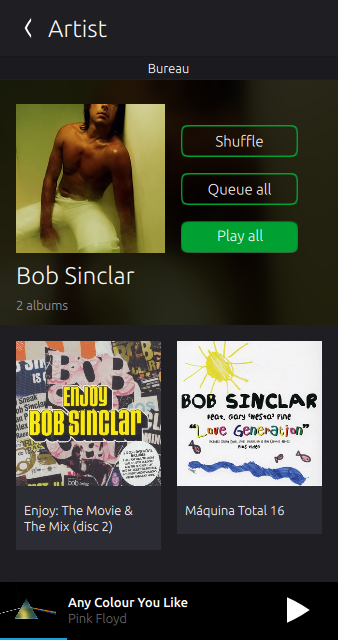 Artist
Bureau
Shuffle
Queue all
Play all
Bob Sinclar
2 albums
ENJOY
BOB SINCLAR
BOB SINCLAR
feat. Gary "Nesta" Pine
"Love Generation"
Enjoy: The Movie &
The Mix (disc 2)
Máquina Total 16
Any Colour You Like
Pink Floyd